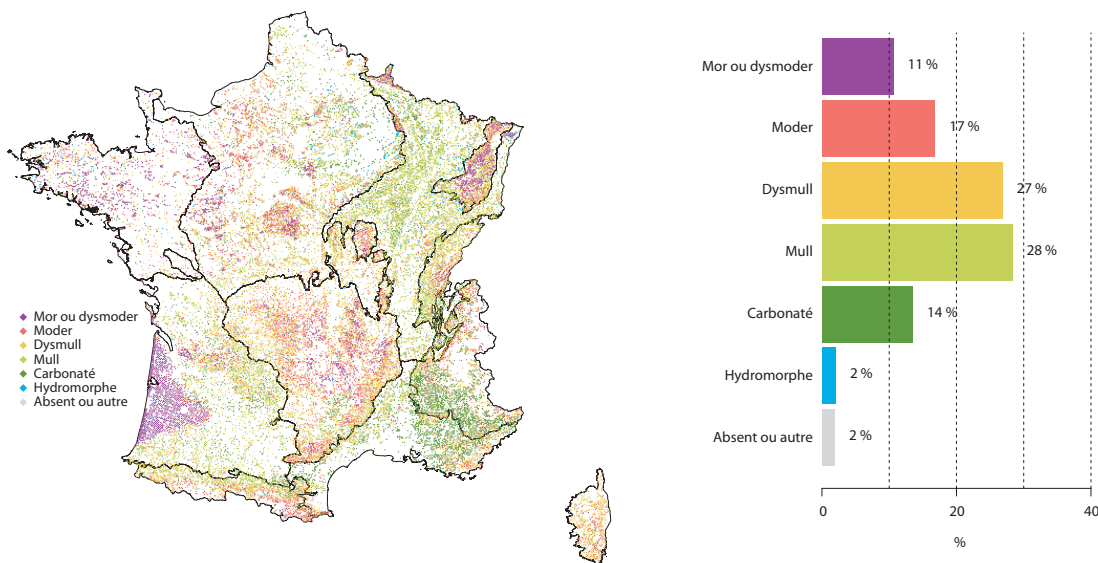 Mor ou dysmoder
Moder
Dysmull
Mull
Carbonaté
Hydromorphe
Absent ou autre
Mor ou dysmoder
11 %
Moder
17 %
Dysmull
27 %
Mull
28 %
Carbonaté
14 %
Hydromorphe
2 %
Absent ou autre
2 %
0 20 40
%